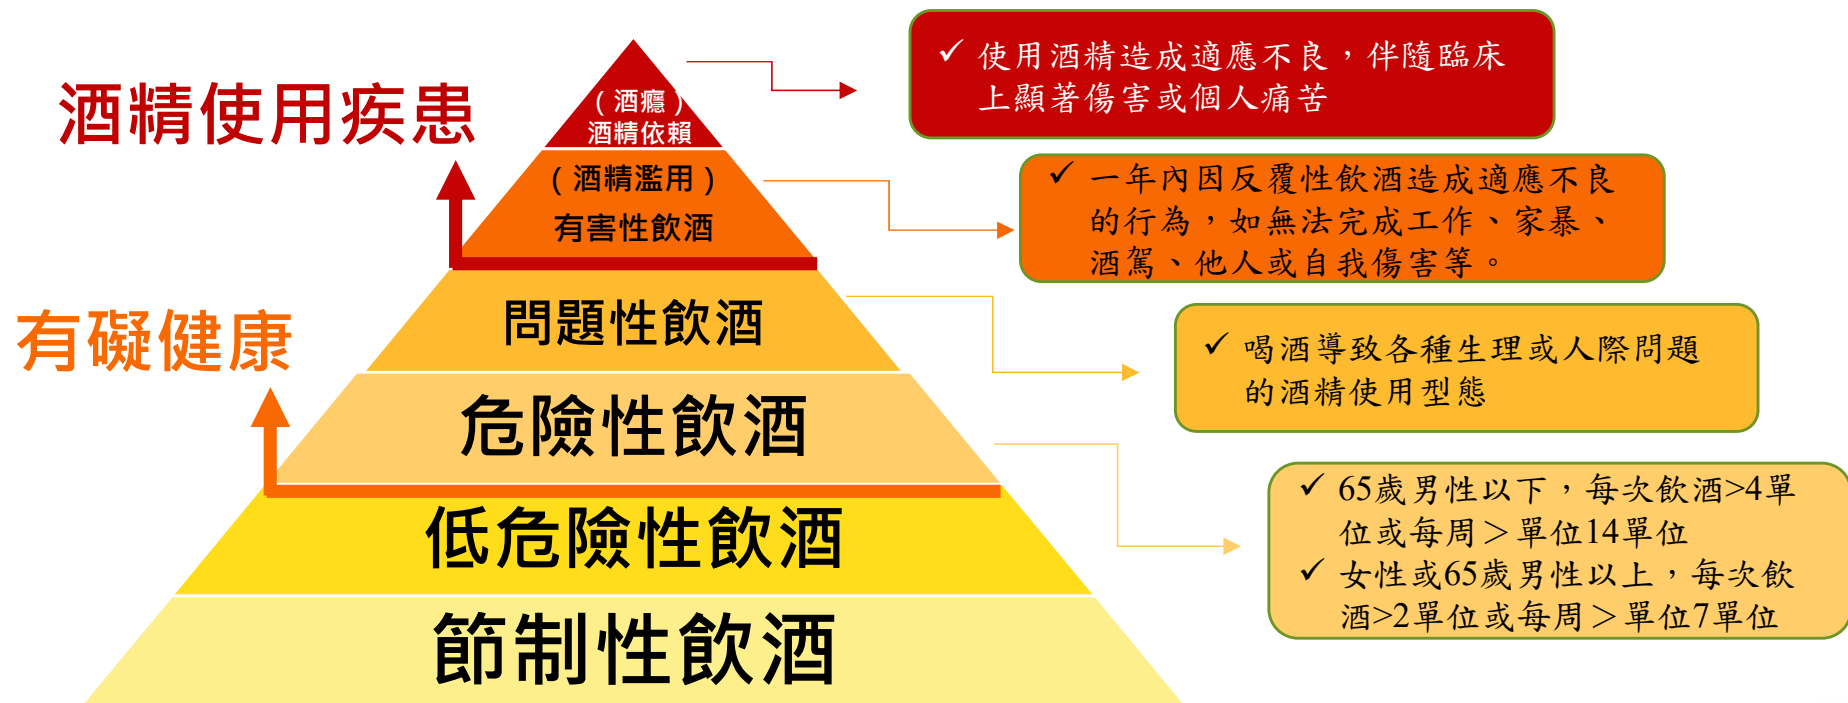 酒精使用疾患
有礙健康
（酒癮）
酒精依賴
（酒精濫用）
有害性飲酒
問題性飲酒
危險性飲酒
低危險性飲酒
節制性飲酒
✓ 使用酒精造成適應不良，伴隨臨床
上顯著傷害或個人痛苦
✓ 一年內因反覆性飲酒造成適應不良
的行為，如無法完成工作、家暴、
酒駕、他人或自我傷害等。
✓ 喝酒導致各種生理或人際問題
的酒精使用型態
✓ 65歲男性以下，每次飲酒>4單
位或每周＞單位14單位
✓ 女性或65歲男性以上，每次飲
酒>2單位或每周＞單位7單位